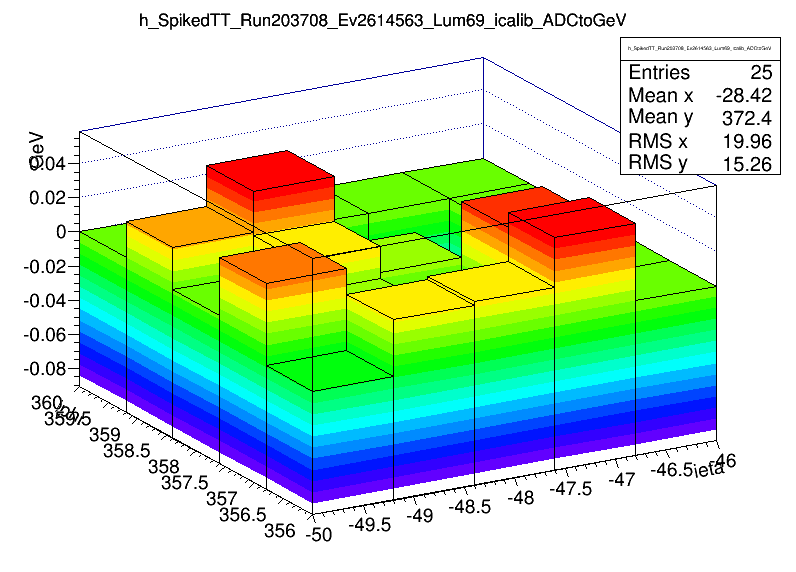 h_SpikedTT_Run203708_Ev2614563_Lum69_icalib_ADCtoGeV
h_SpikedTT_Run203708_Ev2614563_Lum69_icalib_ADCtoGeV
Entries 25
Mean x -28.42
Mean y 372.4
RMS x 19.96
RMS y 15.26
GeV
0.04
0.02
0
-0.02
-0.04
-0.06
-0.08
360
359.5
359
358.5
358
357.5
357
356.5
356
-50
-49.5
-49
-48.5
-48
-47.5
-47
-46.5
-46
ieta